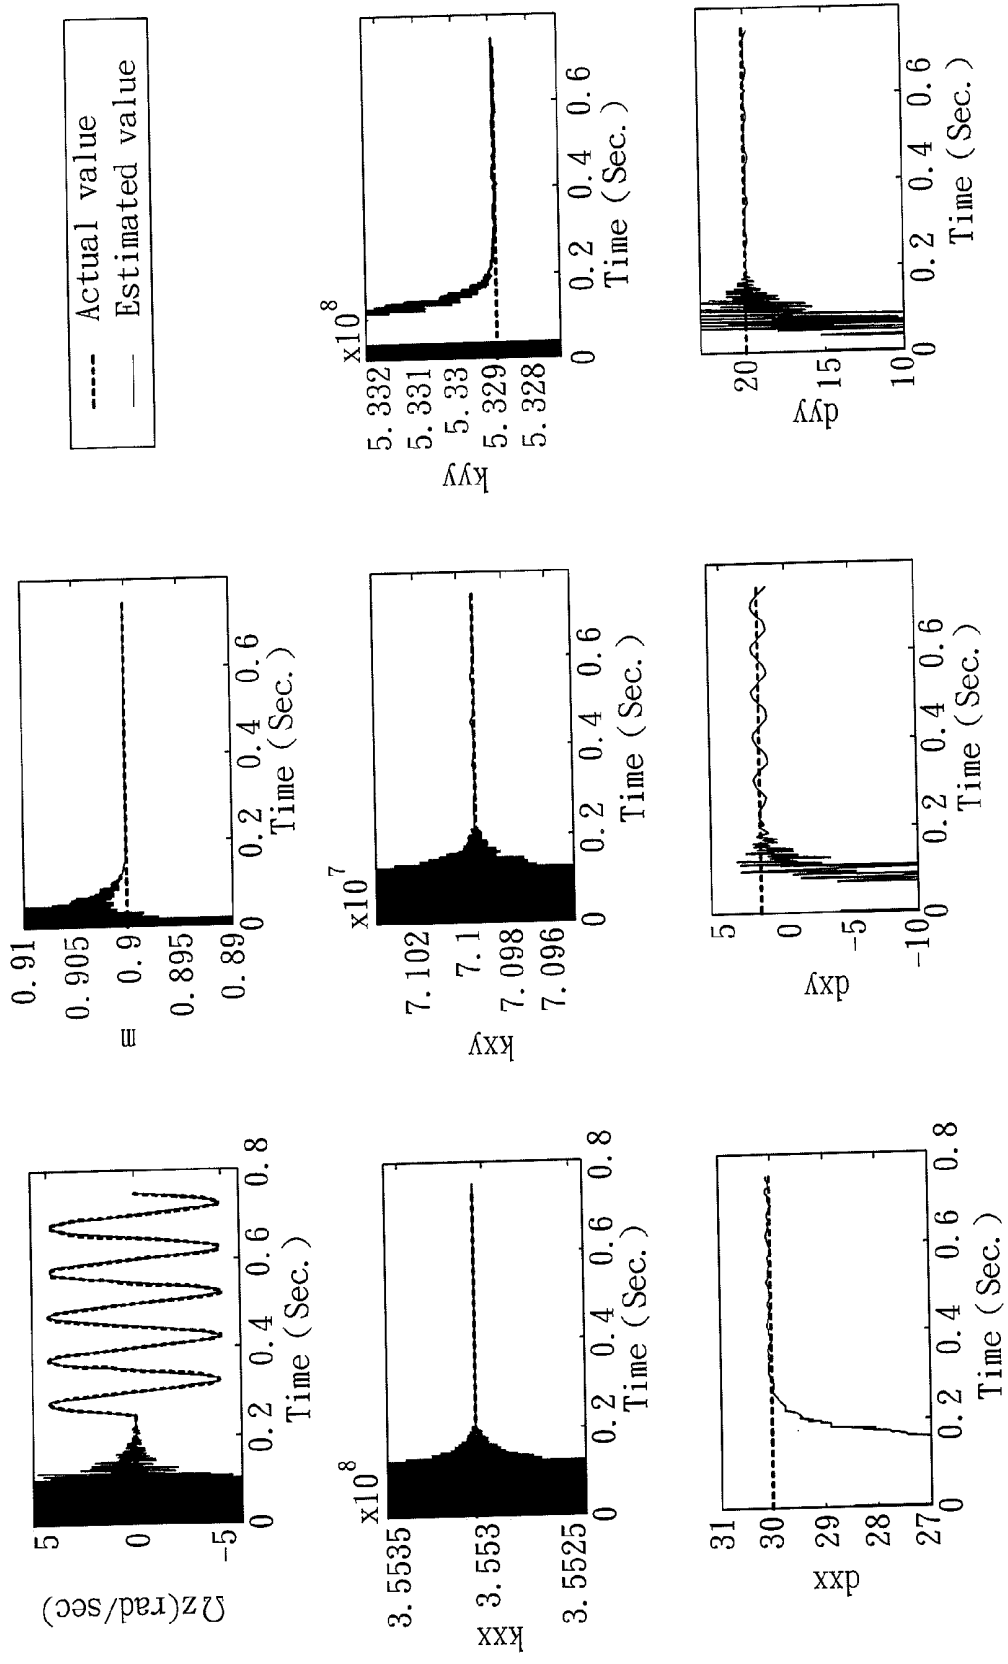 Actual value
Estimated value
Ωz(rad/sec)
5
0
-5
0 0.2 0.4 0.6 0.8
Time (Sec.)
m
0.91
0.905
0.9
0.895
0.89
0 0.2 0.4 0.6
Time (Sec.)
kxx
x10^8
3.5535
3.553
3.5525
0 0.2 0.4 0.6 0.8
Time (Sec.)
kxy
x10^7
7.102
7.1
7.098
7.096
0 0.2 0.4 0.6
Time (Sec.)
kyy
x10^8
5.332
5.331
5.33
5.329
5.328
0 0.2 0.4 0.6
Time (Sec.)
dxx
31
30
29
28
27
0 0.2 0.4 0.6 0.8
Time (Sec.)
dxy
5
0
-5
-10
0 0.2 0.4 0.6
Time (Sec.)
dyy
20
15
10
0 0.2 0.4 0.6
Time (Sec.)